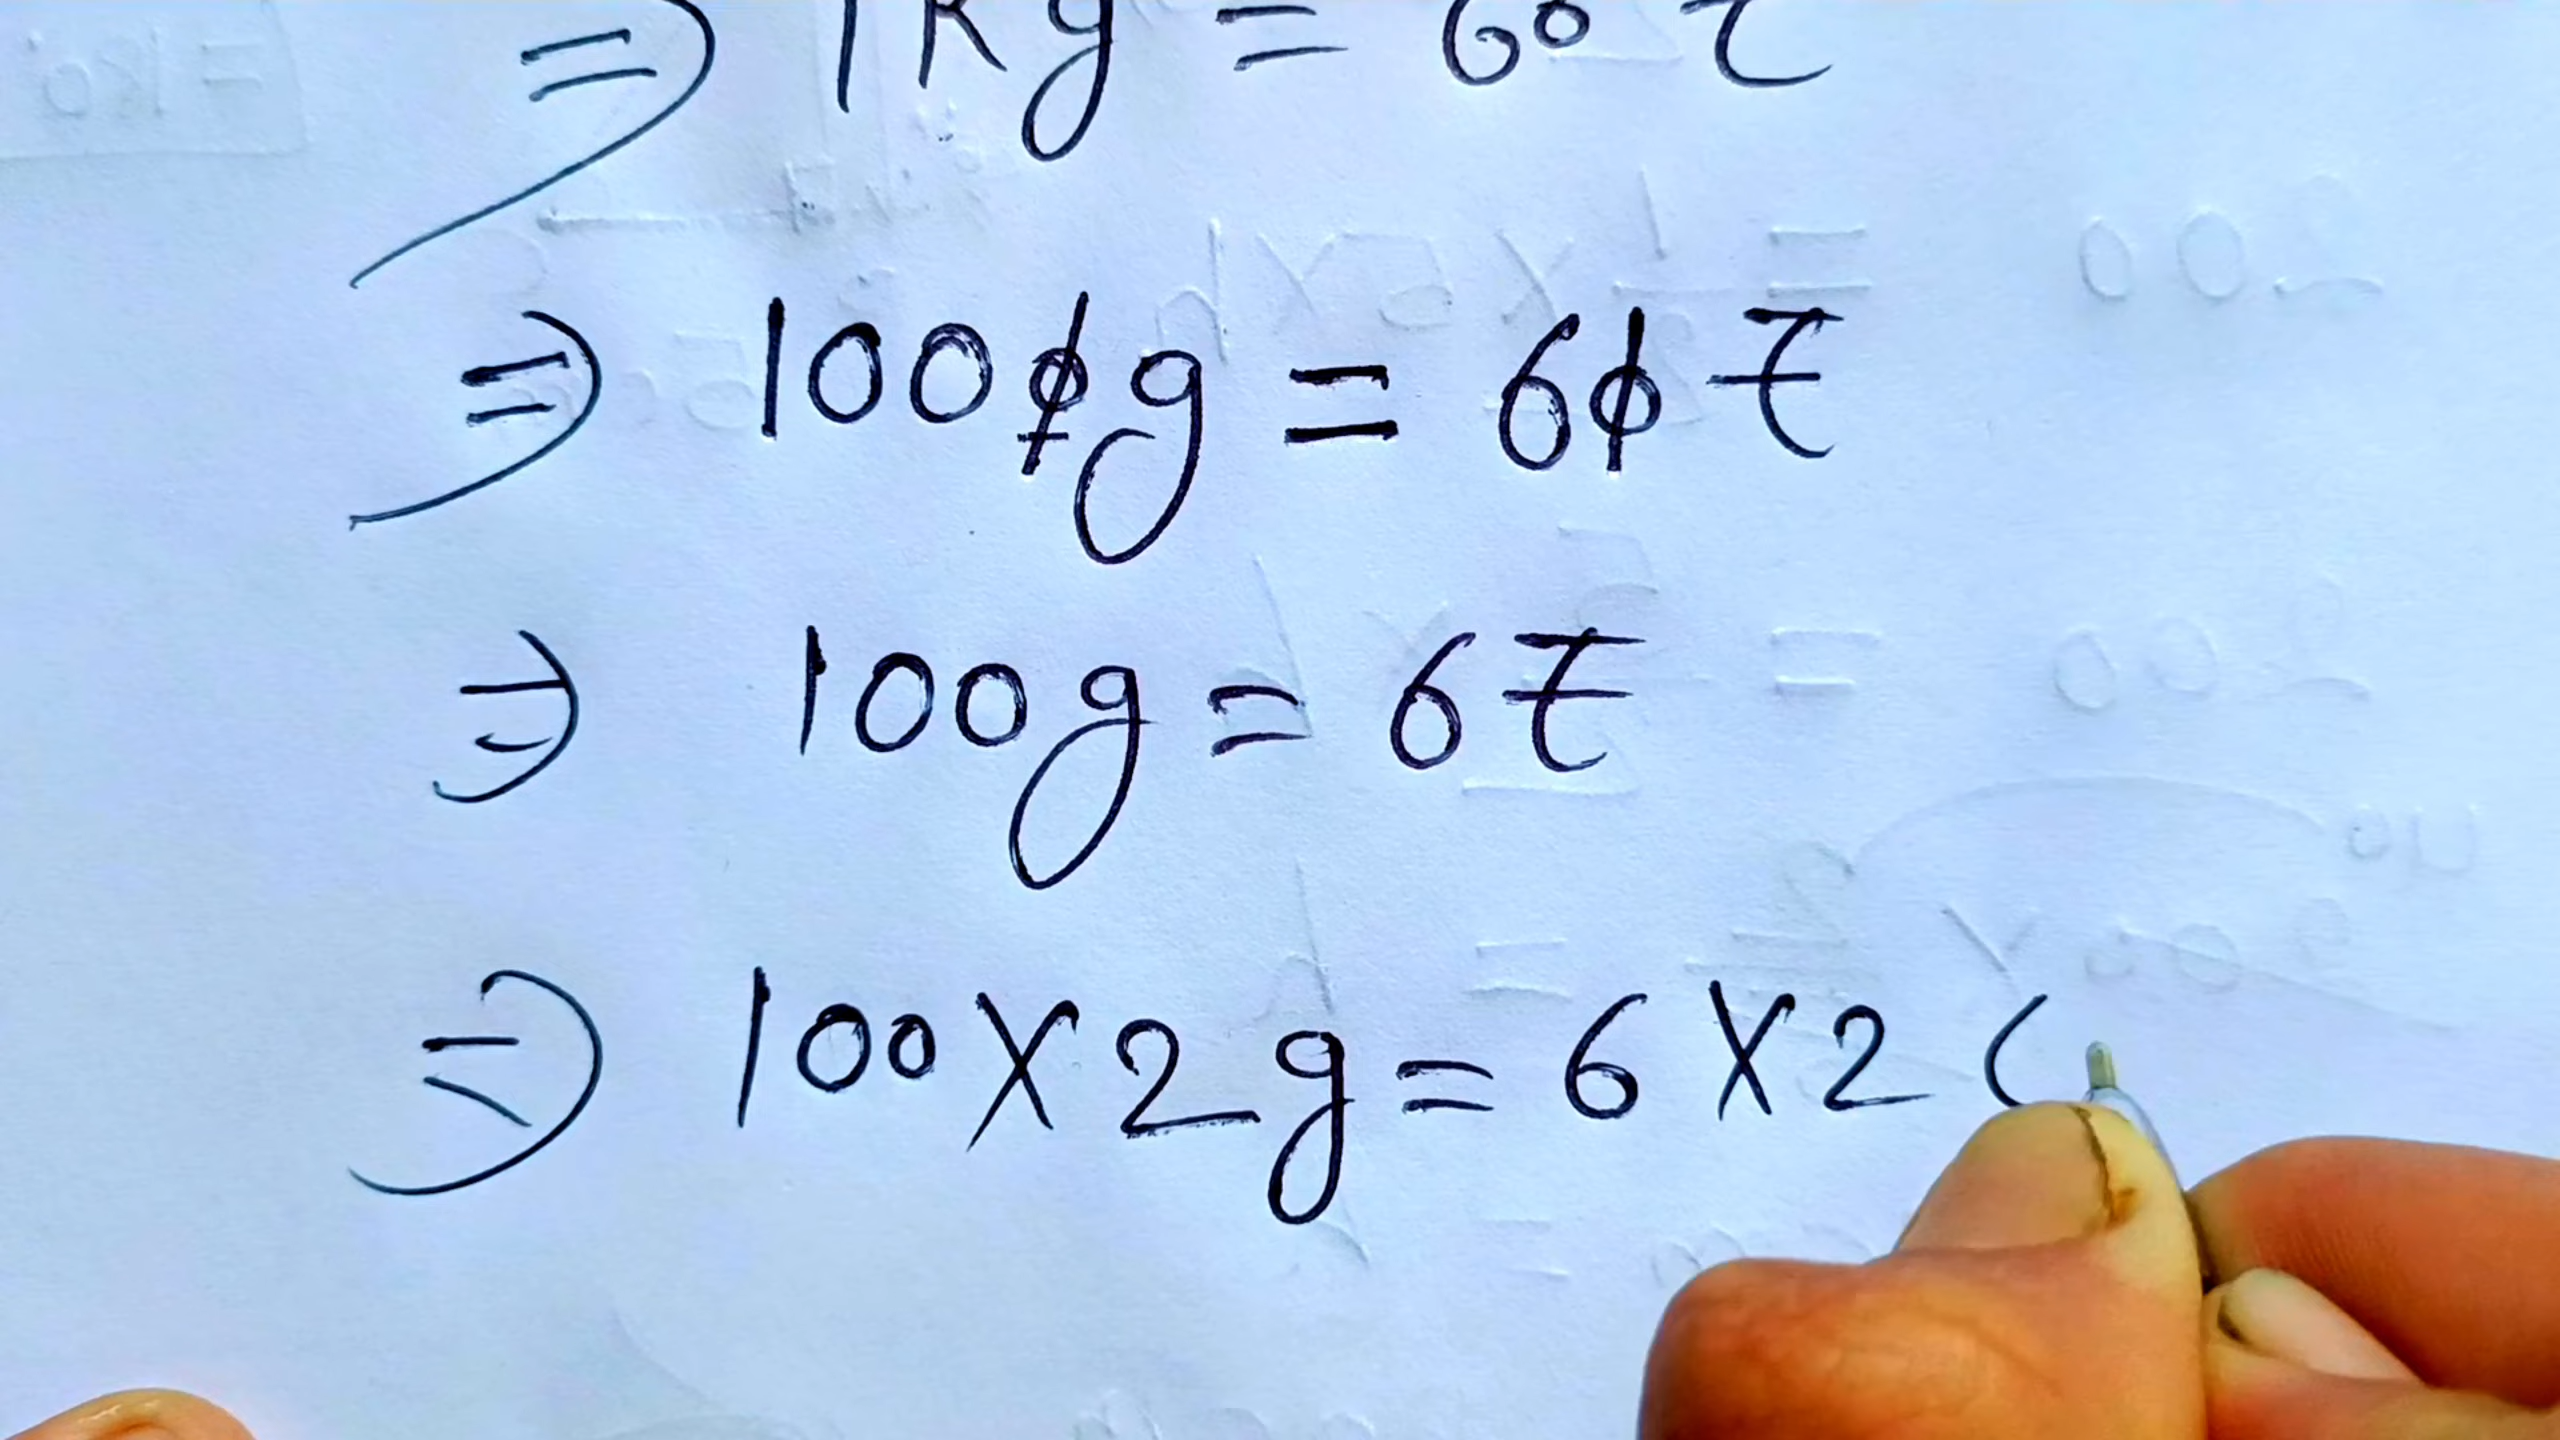 ⇒ 1kg = 60 ₹
⇒ 1000g = 60 ₹
⇒ 100g = 6₹
⇒ 100 X 2 g = 6 X 2 (